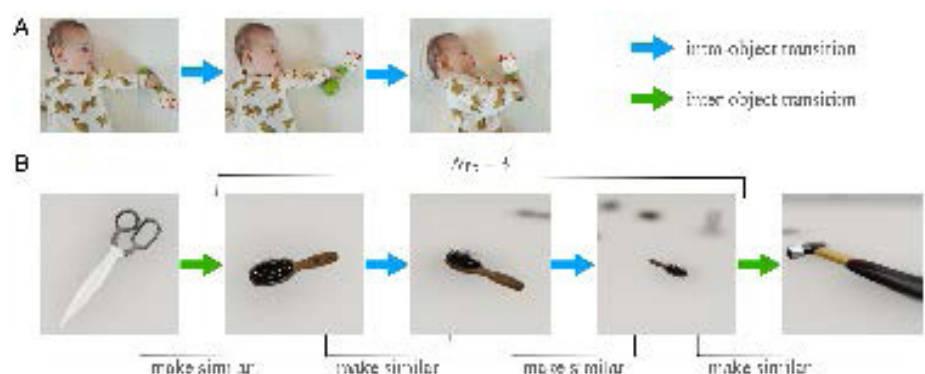 A
intra-object transition
inter object transition
B
make similar
make similar
make similar
make similar